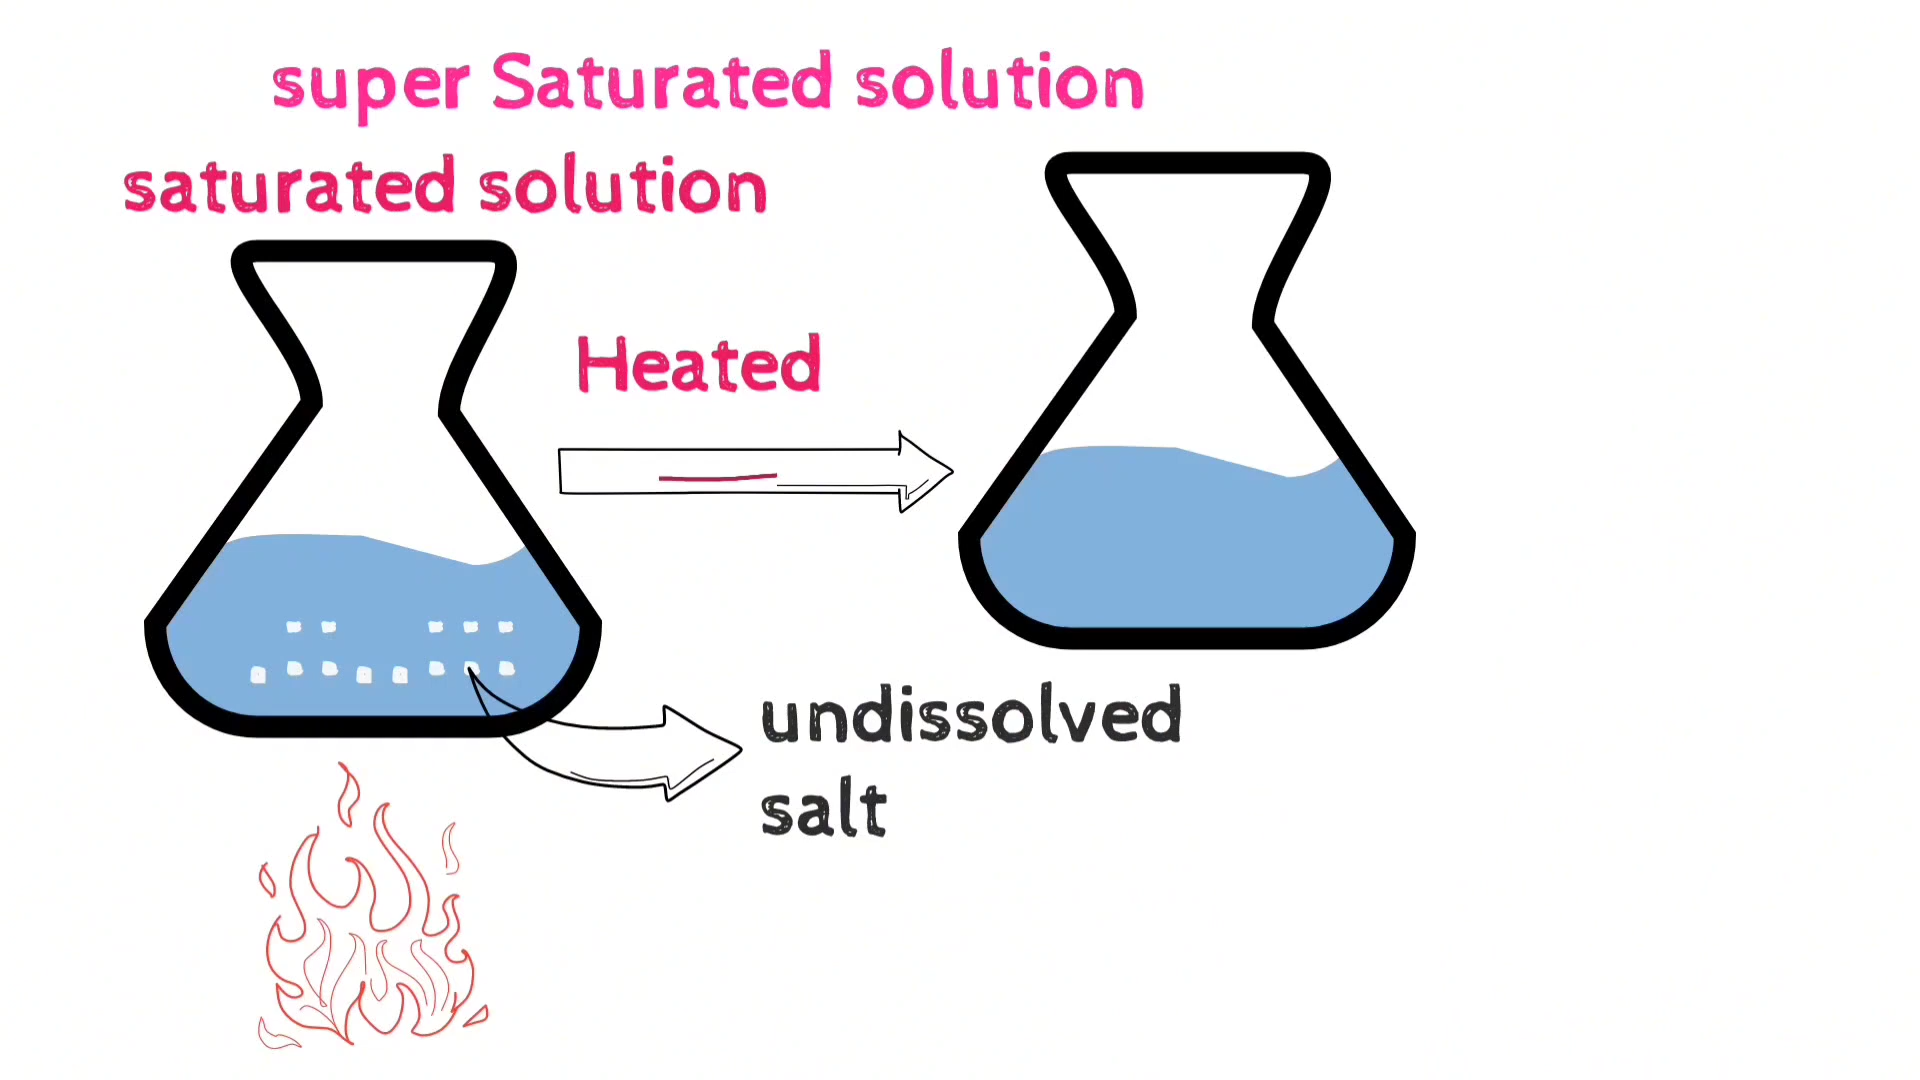 super Saturated solution
saturated solution
Heated
undissolved
salt